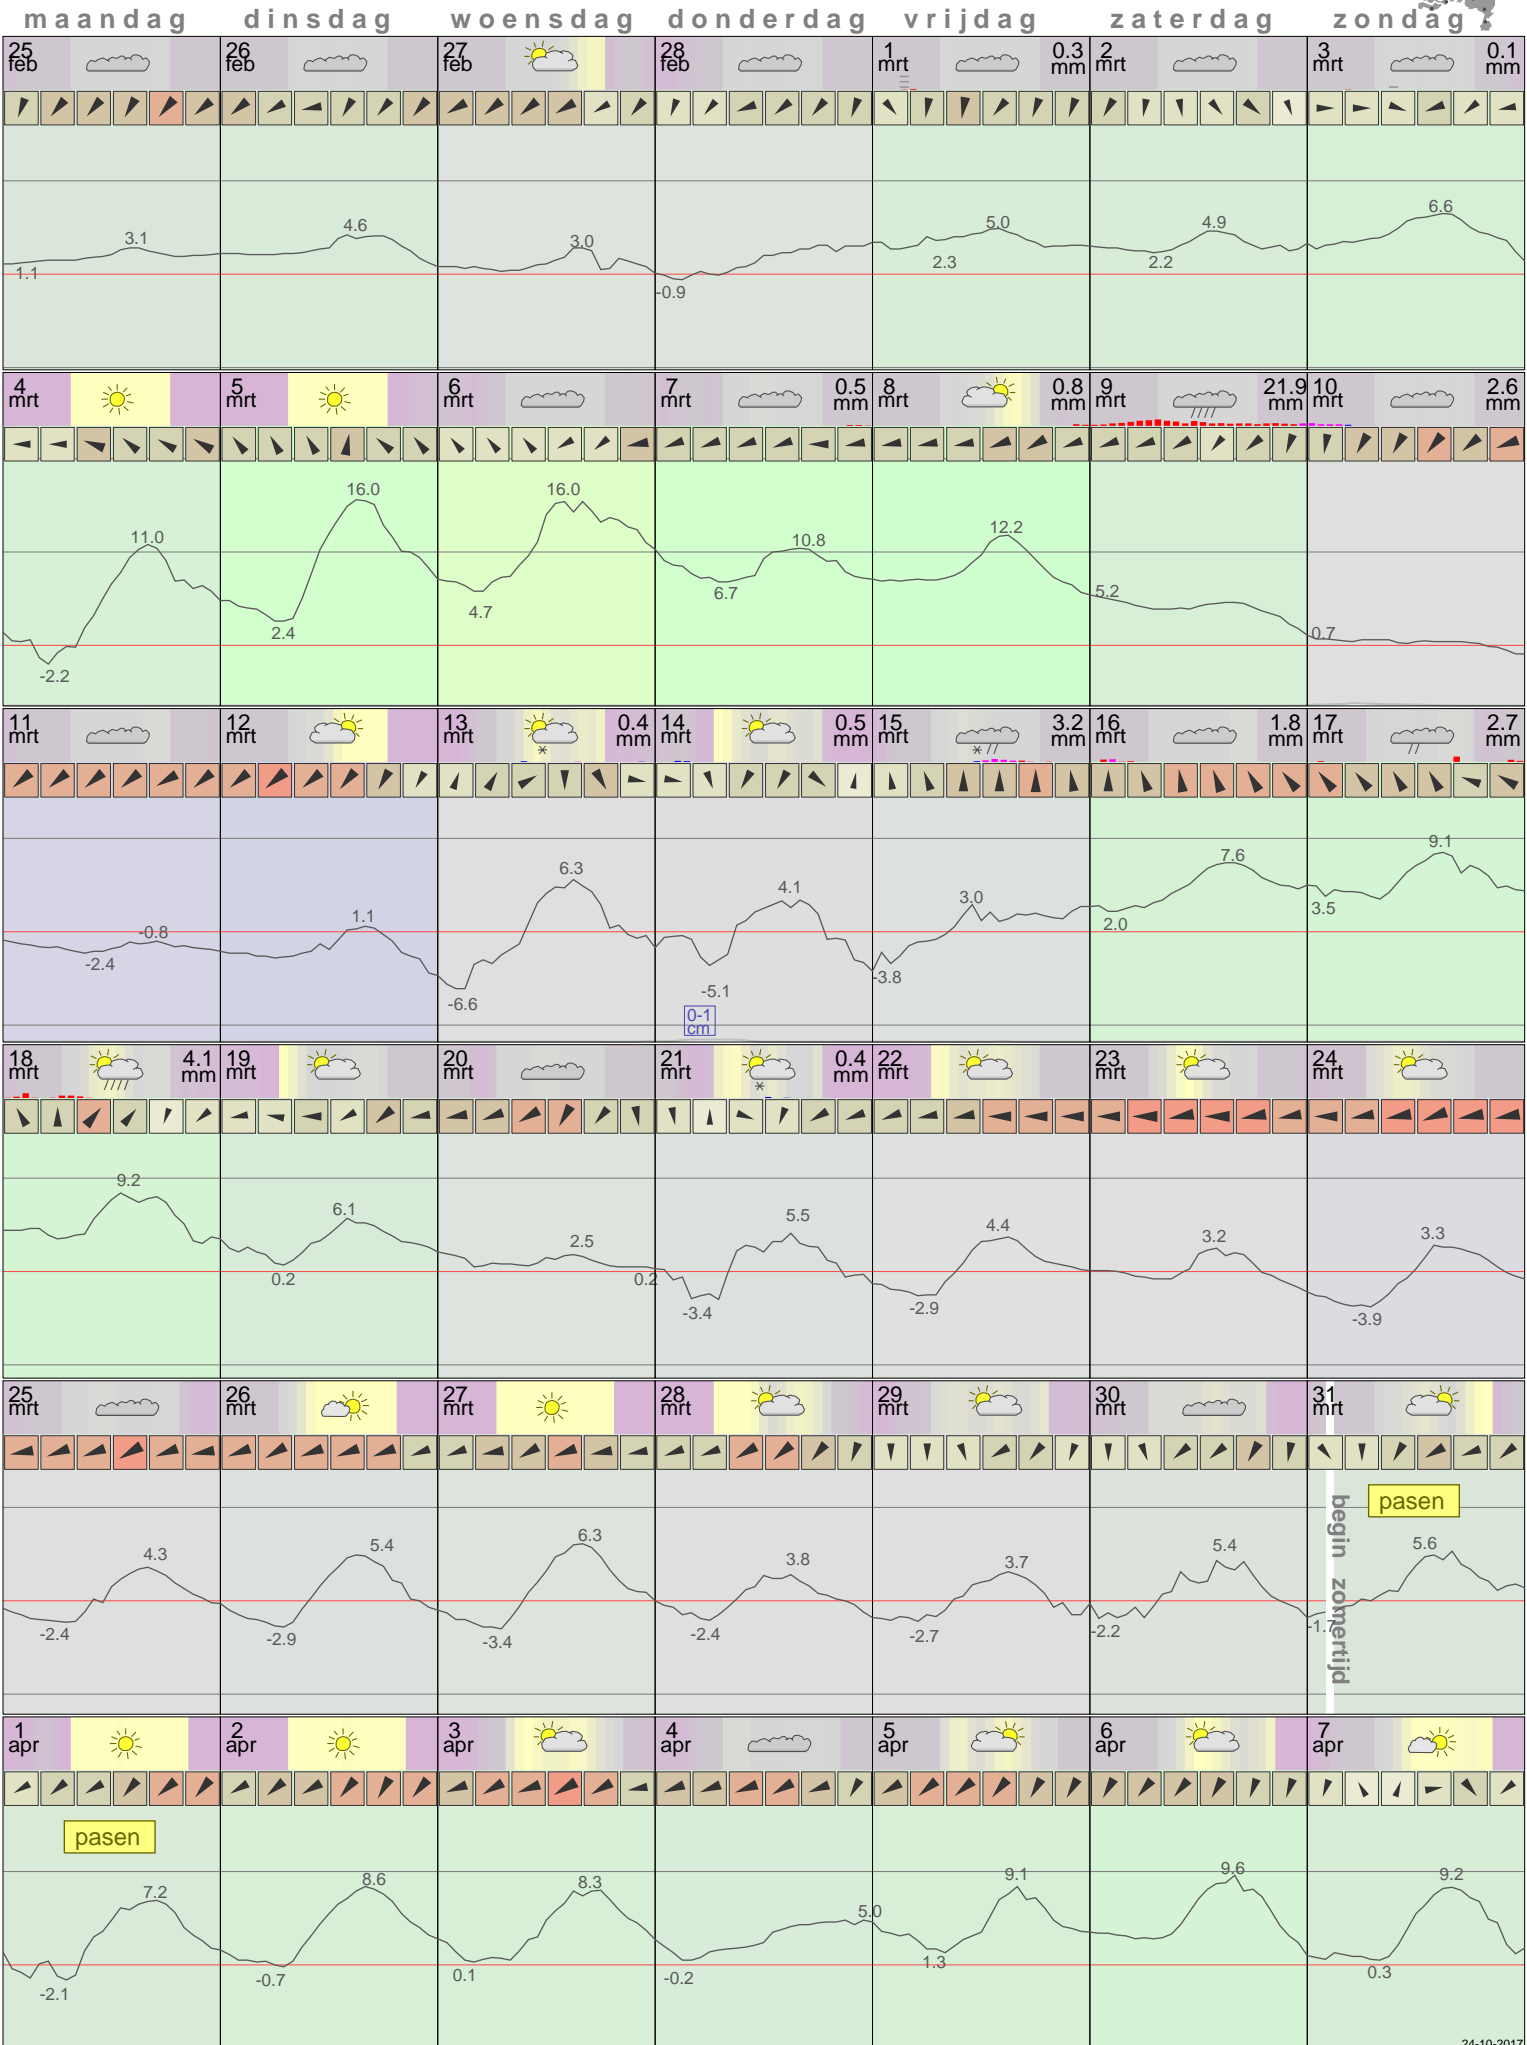 maandag dinsdag woensdag donderdag vrijdag zaterdag zondag
25 feb
26 feb
27 feb
28 feb
1 mrt 0.3 mm
2 mrt
3 mrt 0.1 mm
3.1
1.1
4.6
3.0
-0.9
5.0
2.3
4.9
2.2
6.6
4 mrt
5 mrt
6 mrt
7 mrt 0.5 mm
8 mrt 0.8 mm
9 mrt 21.9 mm
10 mrt 2.6 mm
11.0
-2.2
16.0
2.4
16.0
4.7
10.8
6.7
12.2
5.2
0.7
11 mrt
12 mrt
13 mrt 0.4 mm
14 mrt 0.5 mm
15 mrt 3.2 mm
16 mrt 1.8 mm
17 mrt 2.7 mm
-0.8
-2.4
1.1
6.3
-6.6
4.1
-5.1
0-1
cm
3.0
-3.8
7.6
2.0
9.1
3.5
18 mrt 4.1 mm
19 mrt
20 mrt
21 mrt 0.4 mm
22 mrt
23 mrt
24 mrt
9.2
6.1
0.2
2.5
0.2
5.5
-3.4
4.4
-2.9
3.2
3.3
-3.9
25 mrt
26 mrt
27 mrt
28 mrt
29 mrt
30 mrt
31 mrt
4.3
-2.4
5.4
-2.9
6.3
-3.4
3.8
-2.4
3.7
-2.7
5.4
-2.2
pasen
begin zomertijd
5.6
-1.7
1 apr
2 apr
3 apr
4 apr
5 apr
6 apr
7 apr
pasen
7.2
-2.1
8.6
-0.7
8.3
0.1
5.0
-0.2
9.1
1.3
9.6
9.2
0.3
24-10-2017